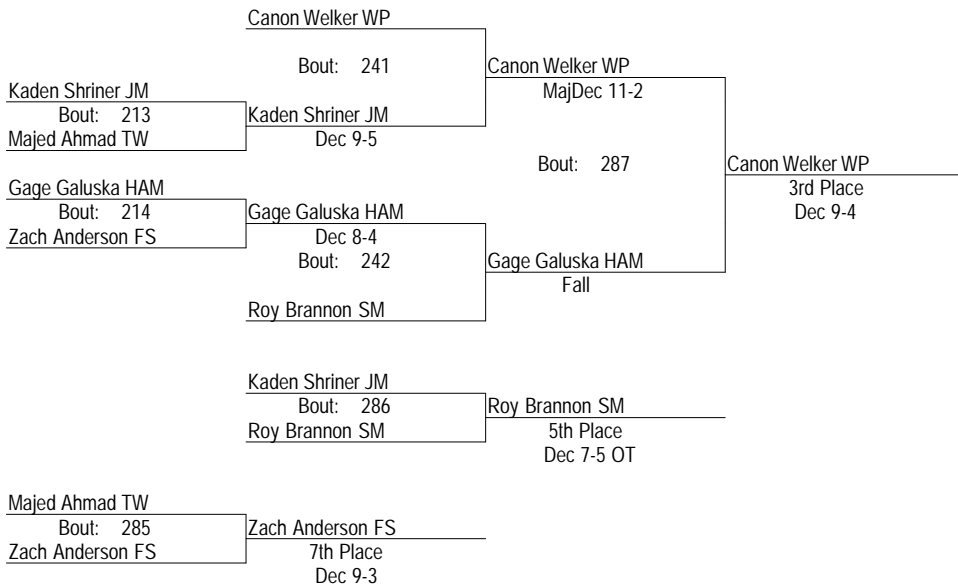 Canon Welker WP
Bout: 241
Canon Welker WP
MajDec 11-2
Kaden Shriner JM
Bout: 213
Kaden Shriner JM
Majed Ahmad TW
Dec 9-5
Bout: 287
Canon Welker WP
3rd Place
Dec 9-4
Gage Galuska HAM
Bout: 214
Gage Galuska HAM
Zach Anderson FS
Dec 8-4
Bout: 242
Gage Galuska HAM
Fall
Roy Brannon SM
Kaden Shriner JM
Bout: 286
Roy Brannon SM
Roy Brannon SM
5th Place
Dec 7-5 OT
Majed Ahmad TW
Bout: 285
Zach Anderson FS
Zach Anderson FS
7th Place
Dec 9-3